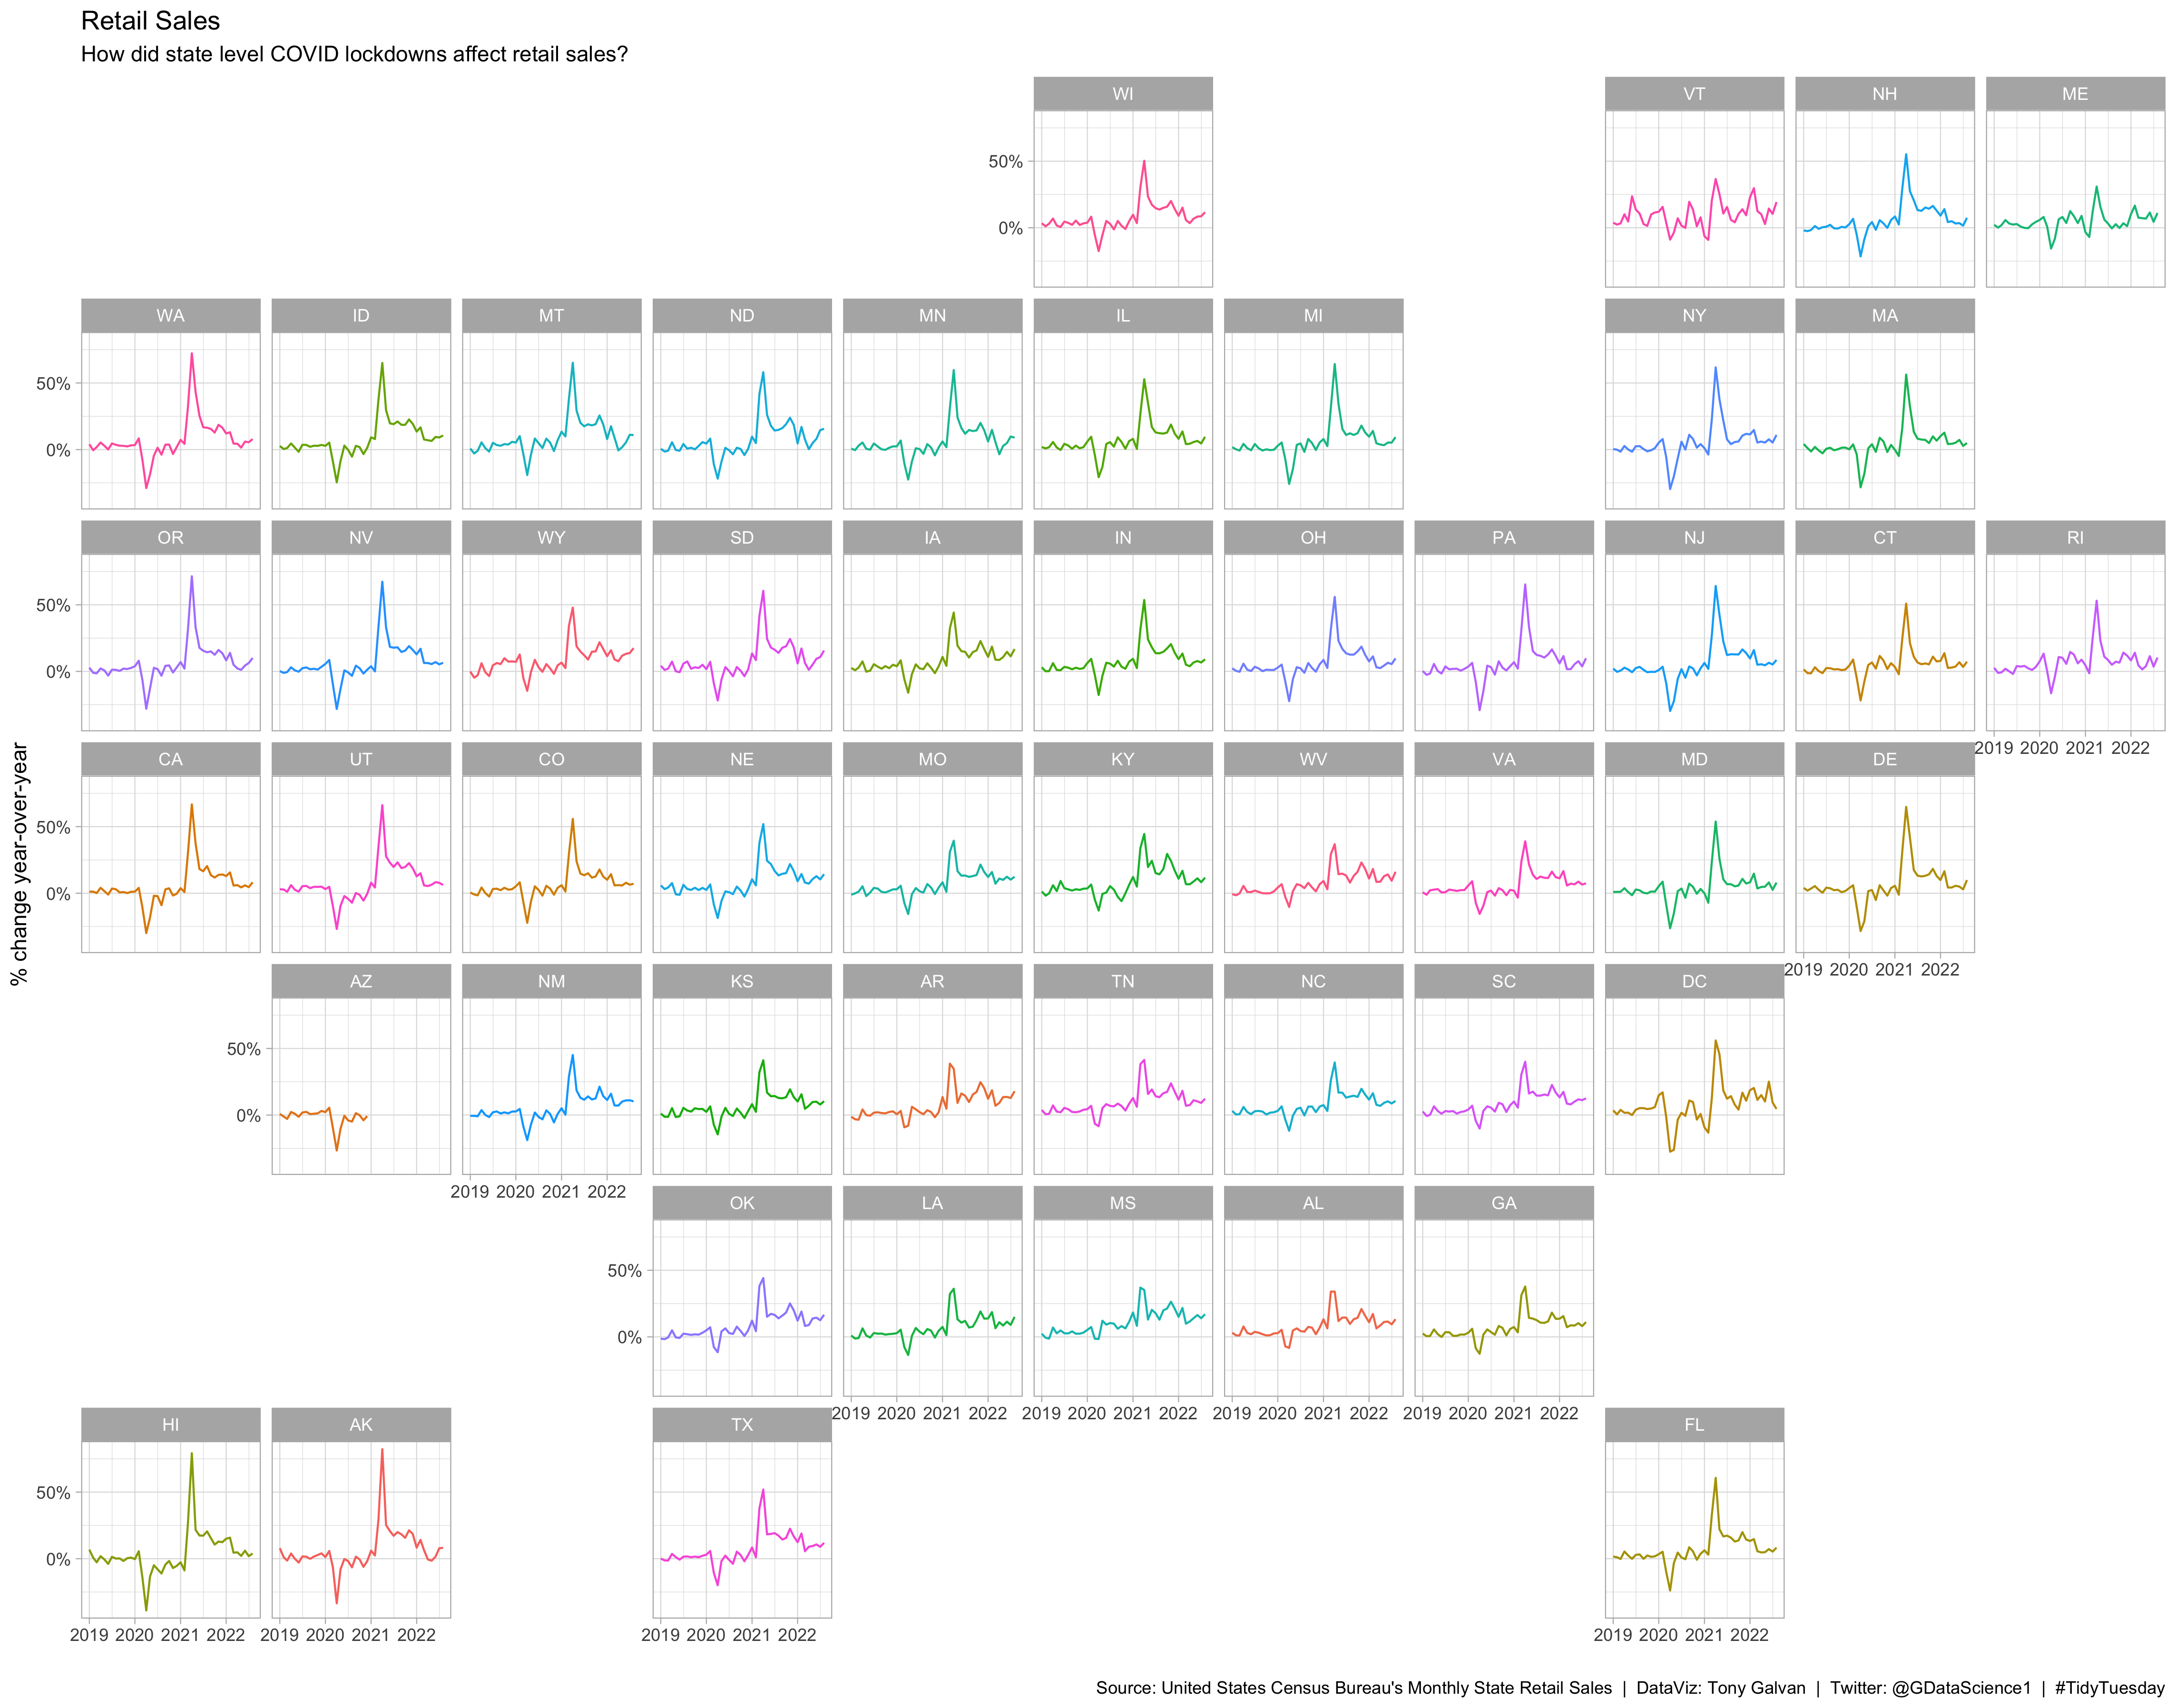 Retail Sales
How did state level COVID lockdowns affect retail sales?
WI VT NH ME
50%
0%
WA ID MT ND MN IL MI NY MA
50%
0%
OR NV WY SD IA IN OH PA NJ CT RI
50%
0%
2019 2020 2021 2022
CA UT CO NE MO KY WV VA MD DE
50%
0%
2019 2020 2021 2022
% change year-over-year
AZ NM KS AR TN NC SC DC
50%
0%
2019 2020 2021 2022
OK LA MS AL GA
50%
0%
2019 2020 2021 2022 2019 2020 2021 2022 2019 2020 2021 2022 2019 2020 2021 2022
HI AK TX FL
50%
0%
2019 2020 2021 2022 2019 2020 2021 2022 2019 2020 2021 2022 2019 2020 2021 2022
Source: United States Census Bureau's Monthly State Retail Sales | DataViz: Tony Galvan | Twitter: @GDataScience1 | #TidyTuesday